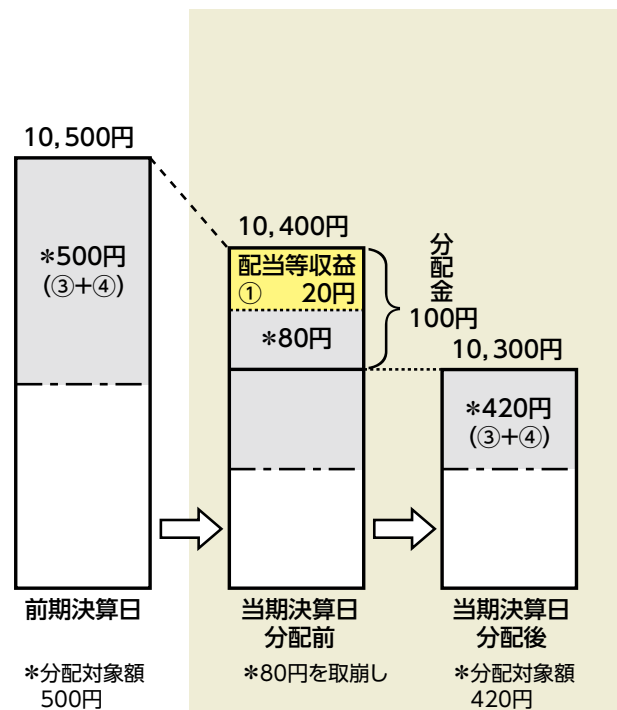 10,500円
*500円
(③+④)
前期決算日
*分配対象額
500円
10,400円
配当等収益
① 20円
*80円
分配金
100円
当期決算日
分配前
*80円を取崩し
10,300円
*420円
(③+④)
当期決算日
分配後
*分配対象額
420円